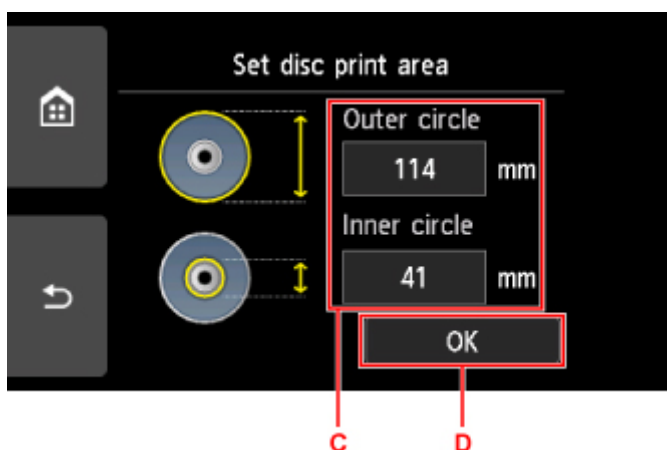 Set disc print area
Outer circle
114 mm
Inner circle
41 mm
OK
C D